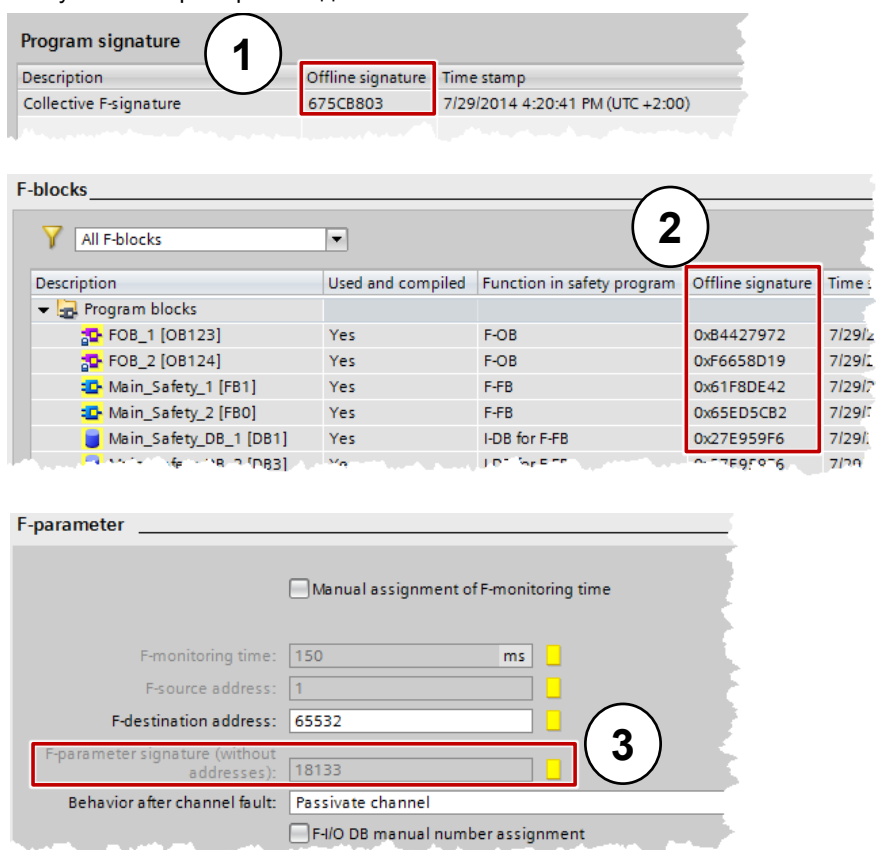 Program signature
1
Description Offline signature Time stamp
Collective F-signature 675CB803 7/29/2014 4:20:41 PM (UTC +2:00)
F-blocks
2
All F-blocks
Description Used and compiled Function in safety program Offline signature
Program blocks
FOB_1 [OB123] Yes F-OB 0xB4427972
FOB_2 [OB124] Yes F-OB 0xF6658D19
Main_Safety_1 [FB1] Yes F-FB 0x61F8DE42
Main_Safety_2 [FB0] Yes F-FB 0x65ED5CB2
Main_Safety_DB_1 [DB1] Yes I-DB for F-FB 0x27E959F6
F-parameter
Manual assignment of F-monitoring time
F-monitoring time: 150 ms
F-source address: 1
F-destination address: 65532
3
F-parameter signature (without
addresses): 18133
Behavior after channel fault: Passivate channel
F-I/O DB manual number assignment